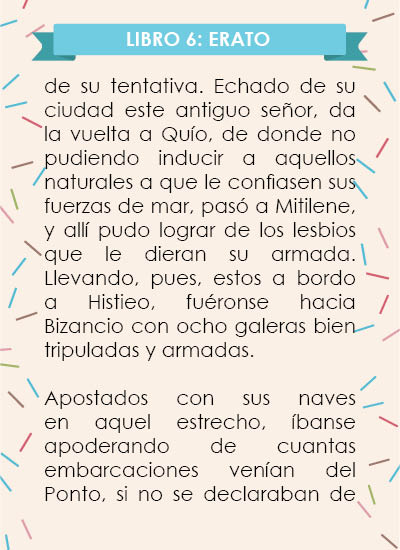 LIBRO 6: ERATO
de su tentativa. Echado de su
ciudad este antiguo señor, da
la vuelta a Quío, de donde no
pudiendo inducir a aquellos
naturales a que le confiasen sus
fuerzas de mar, pasó a Mitilene,
y allí pudo lograr de los lesbios
que le dieran su armada.
Llevando, pues, estos a bordo
a Histieo, fuéronse hacia
Bizancio con ocho galeras bien
tripuladas y armadas.
Apostados con sus naves
en aquel estrecho, íbanse
apoderando de cuantas
embarcaciones venían del
Ponto, si no se declaraban de